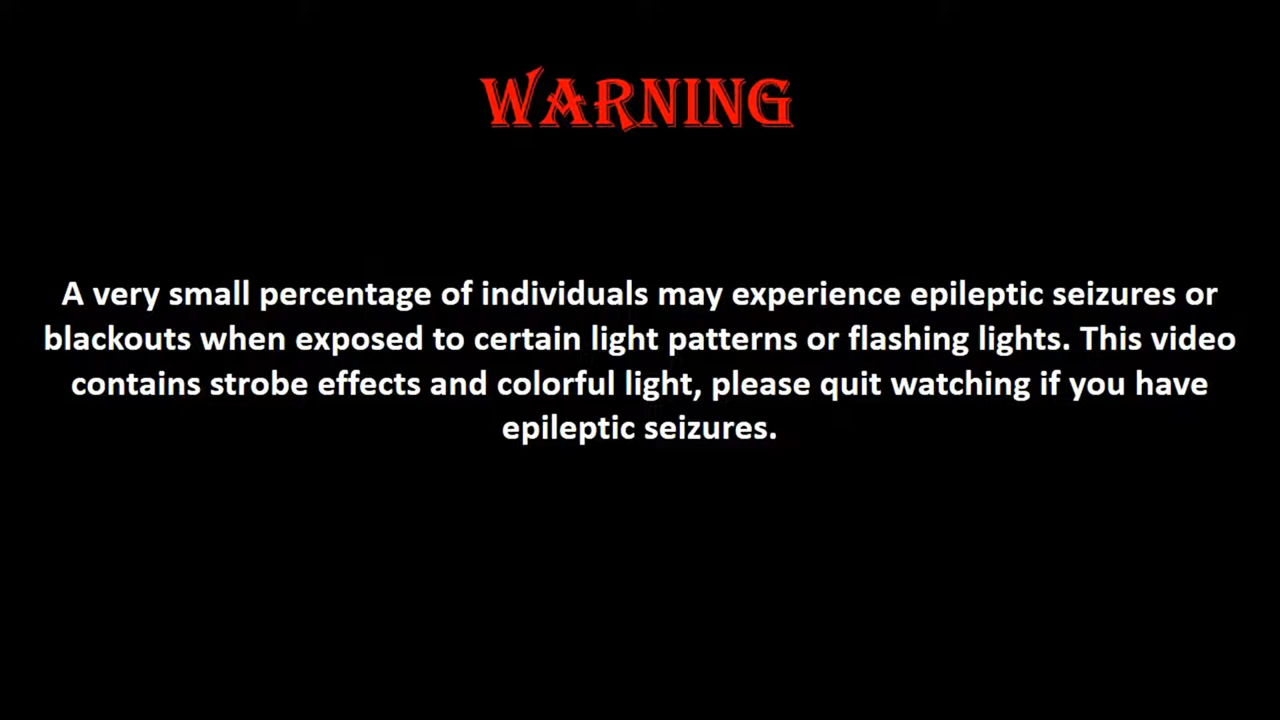 WARNING
A very small percentage of individuals may experience epileptic seizures or
blackouts when exposed to certain light patterns or flashing lights. This video
contains strobe effects and colorful light, please quit watching if you have
epileptic seizures.